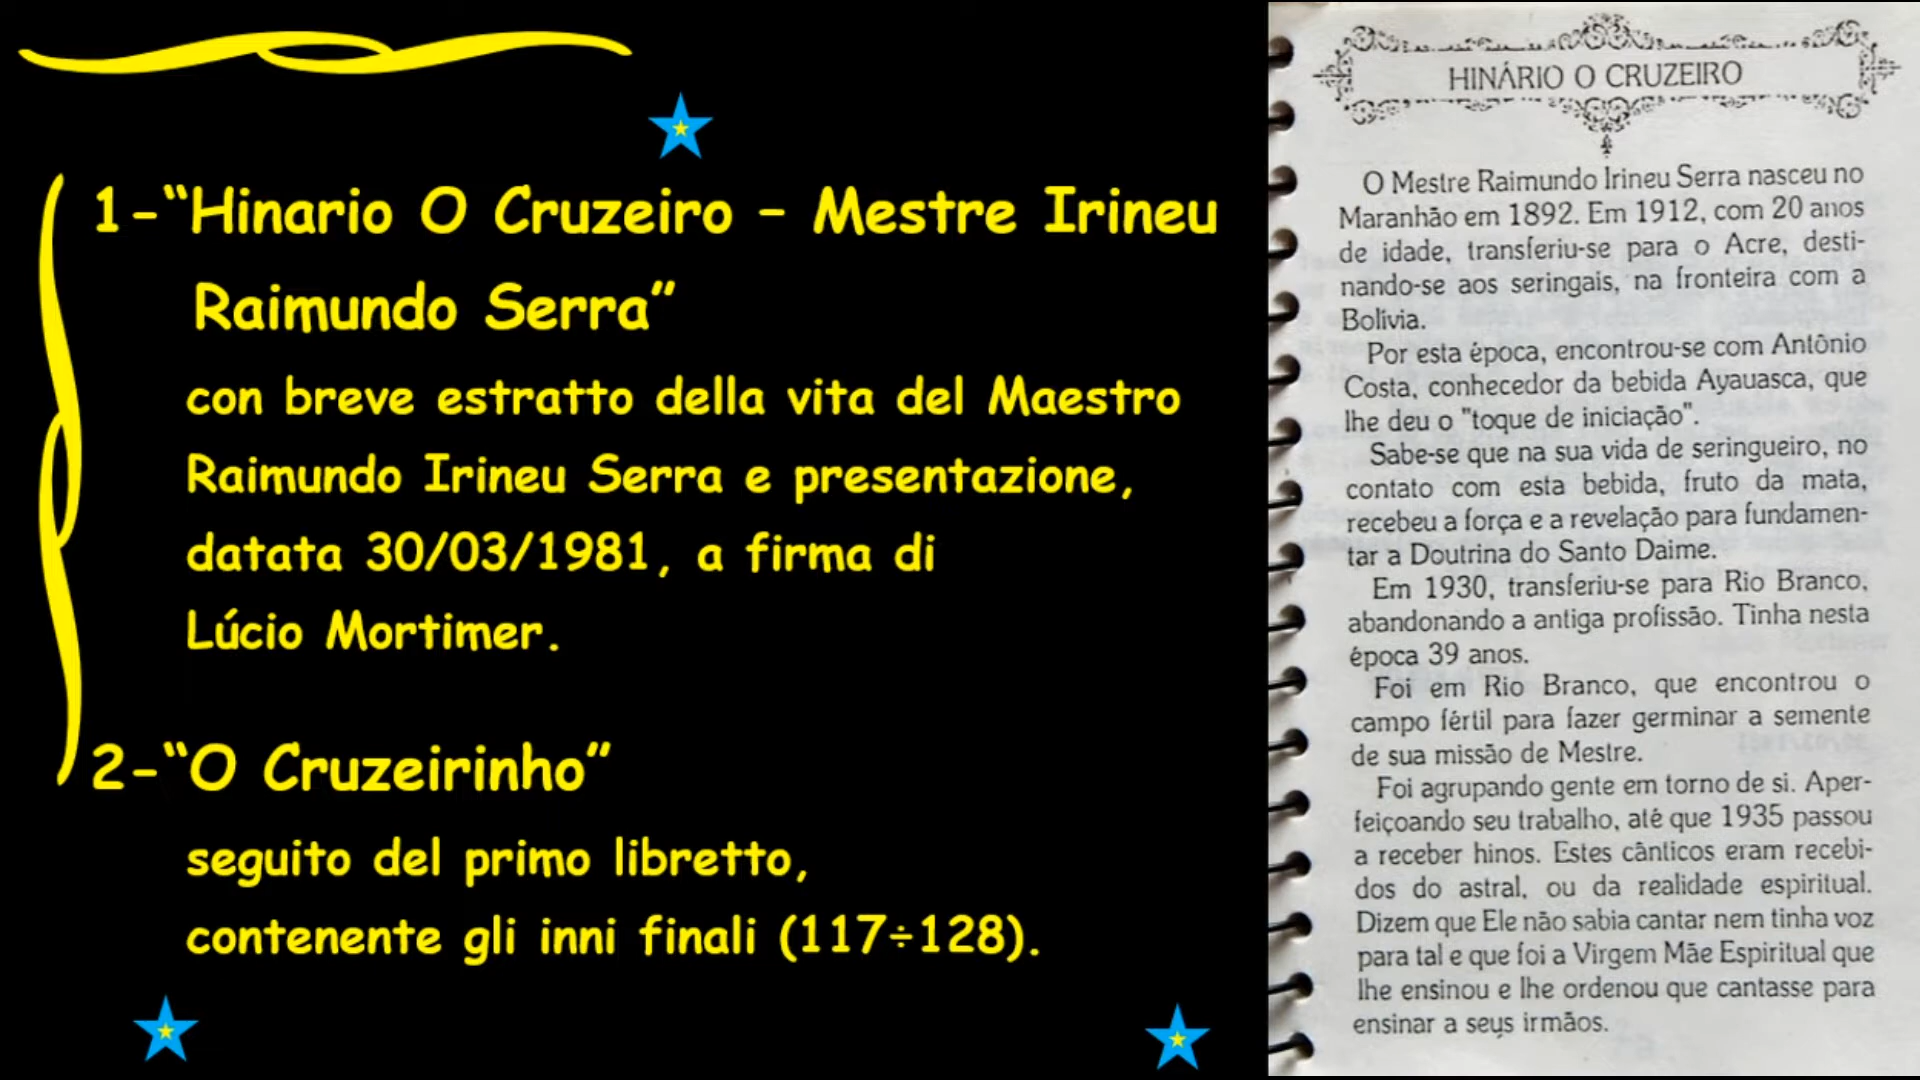 1-“Hinario O Cruzeiro – Mestre Irineu
Raimundo Serra”
con breve estratto della vita del Maestro
Raimundo Irineu Serra e presentazione,
datata 30/03/1981, a firma di
Lúcio Mortimer.
2-“O Cruzeirinho”
seguito del primo libretto,
contenente gli inni finali (117÷128).
HINÁRIO O CRUZEIRO
O Mestre Raimundo Irineu Serra nasceu no
Maranhão em 1892. Em 1912, com 20 anos
de idade, transferiu-se para o Acre, desti-
nando-se aos seringais, na fronteira com a
Bolívia.
Por esta época, encontrou-se com Antônio
Costa, conhecedor da bebida Ayauasca, que
lhe deu o "toque de iniciação".
Sabe-se que na sua vida de seringueiro, no
contato com esta bebida, fruto da mata,
recebeu a força e a revelação para fundamen-
tar a Doutrina do Santo Daime.
Em 1930, transferiu-se para Rio Branco,
abandonando a antiga profissão. Tinha nesta
época 39 anos.
Foi em Rio Branco, que encontrou o
campo fértil para fazer germinar a semente
de sua missão de Mestre.
Foi agrupando gente em torno de si. Aper-
feiçoando seu trabalho, até que 1935 passou
a receber hinos. Estes cânticos eram recebi-
dos do astral, ou da realidade espiritual.
Dizem que Ele não sabia cantar nem tinha voz
para tal e que foi a Virgem Mãe Espiritual que
lhe ensinou e lhe ordenou que cantasse para
ensinar a seus irmãos.